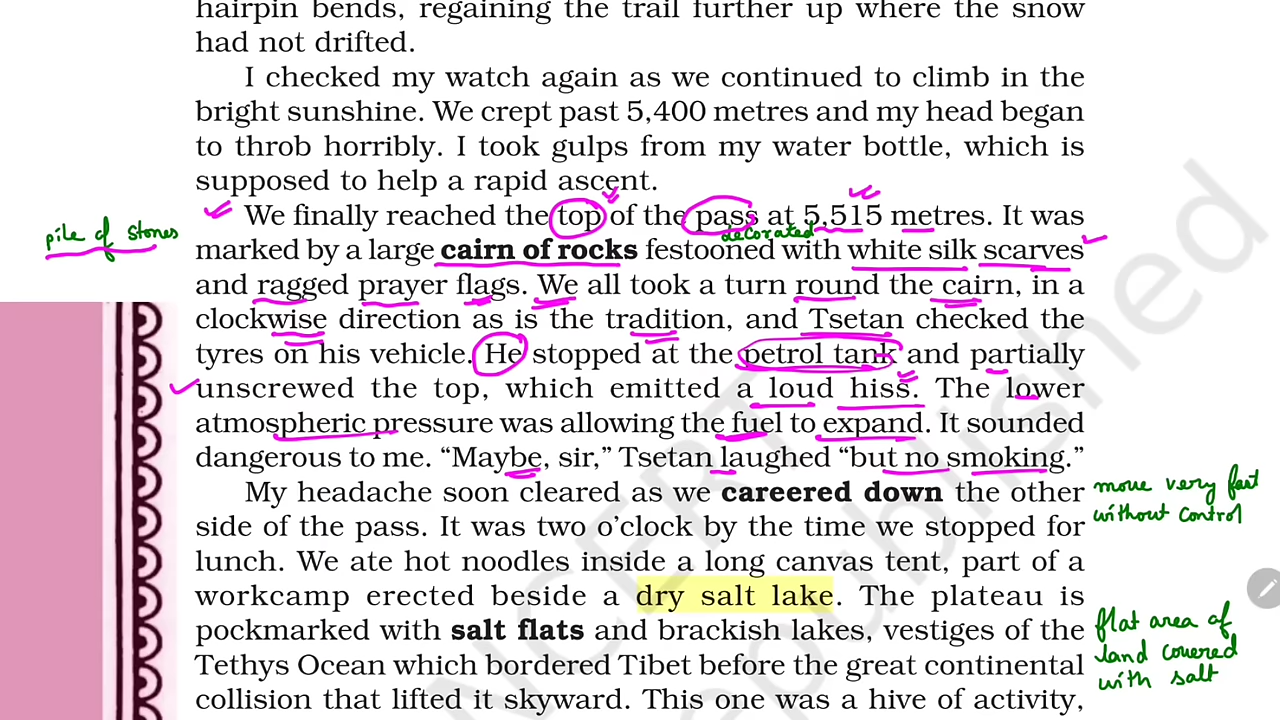 hairpin bends, regaining the trail further up where the snow
had not drifted.
I checked my watch again as we continued to climb in the
bright sunshine. We crept past 5,400 metres and my head began
to throb horribly. I took gulps from my water bottle, which is
supposed to help a rapid ascent.
We finally reached the top of the pass at 5,515 metres. It was
pile of stones
decorated
marked by a large cairn of rocks festooned with white silk scarves
and ragged prayer flags. We all took a turn round the cairn, in a
clockwise direction as is the tradition, and Tsetan checked the
tyres on his vehicle. He stopped at the petrol tank and partially
unscrewed the top, which emitted a loud hiss. The lower
atmospheric pressure was allowing the fuel to expand. It sounded
dangerous to me. “Maybe, sir,” Tsetan laughed “but no smoking.”
My headache soon cleared as we careered down the other
move very fast
without control
side of the pass. It was two o’clock by the time we stopped for
lunch. We ate hot noodles inside a long canvas tent, part of a
workcamp erected beside a dry salt lake. The plateau is
pockmarked with salt flats and brackish lakes, vestiges of the
flat area of
land covered
with salt
Tethys Ocean which bordered Tibet before the great continental
collision that lifted it skyward. This one was a hive of activity,